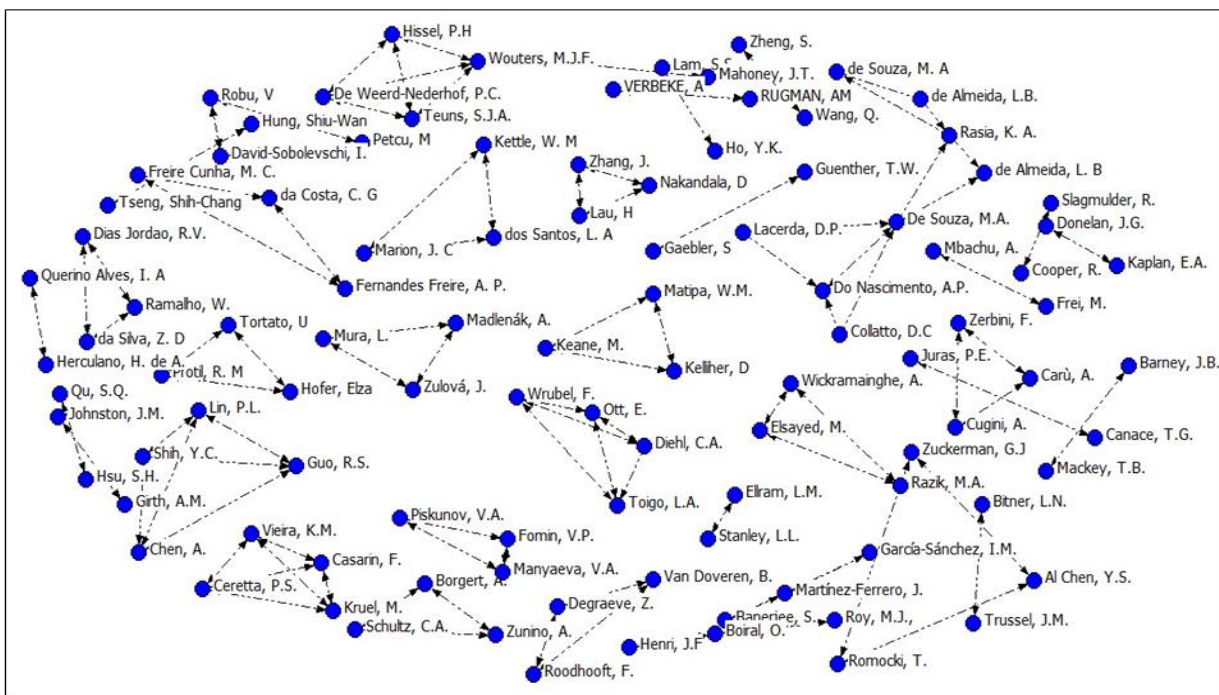 Hissel, P.H
Zheng, S.
Wouters, M.J.F.
Lam, S.S
Mahoney, J.T.
de Souza, M. A
VERBEKE, A
RUGMAN, AM
de Almeida, L.B.
Robu, V
De Weerd-Nederhof, P.C.
Teuns, S.J.A.
Wang, Q.
Hung, Shiu-Wan
Petcu, M
Kettle, W. M
Rasia, K. A.
David-Sobolevschi, I.
Zhang, J.
Ho, Y.K.
Freire Cunha, M. C.
Guenther, T.W.
de Almeida, L. B
da Costa, C. G
Nakandala, D
Tseng, Shih-Chang
Lau, H
Slagmulder, R.
Dias Jordao, R.V.
dos Santos, L. A
Lacerda, D.P.
De Souza, M.A.
Donelan, J.G.
Marion, J. C
Gaebler, S
Mbachu, A.
Querino Alves, I. A
Cooper, R.
Kaplan, E.A.
Fernandes Freire, A. P.
Matipa, W.M.
Do Nascimento, A.P.
Ramalho, W.
Frei, M.
Tortato, U
Madlenák, A.
Zerbini, F.
da Silva, Z. D
Mura, L.
Keane, M.
Collatto, D.C
Herculano, H. de A.
Juras, P.E.
Barney, J.B.
Protil, R. M
Kelliher, D
Carù, A.
Qu, S.Q.
Hofer, Elza
Zulová, J.
Wickramainghe, A.
Johnston, J.M.
Lin, P.L.
Wrubel, F.
Ott, E.
Elsayed, M.
Cugini, A.
Canace, T.G.
Shih, Y.C.
Diehl, C.A.
Zuckerman, G.J
Guo, R.S.
Mackey, T.B.
Hsu, S.H.
Razik, M.A.
Girth, A.M.
Toigo, L.A.
Ellram, L.M.
Bitner, L.N.
Piskunov, V.A.
Vieira, K.M.
Fomin, V.P.
Stanley, L.L.
Chen, A.
García-Sánchez, I.M.
Casarin, F.
Manyaeva, V.A.
Van Doveren, B.
Al Chen, Y.S.
Ceretta, P.S.
Borgert, A.
Martínez-Ferrero, J.
Kruel, M.
Degraeve, Z.
Banerjee, S.
Roy, M.J.,
Trussel, J.M.
Schultz, C.A.
Zunino, A.
Henri, J.F
Boiral, O.
Roodhooft, F.
Romocki, T.